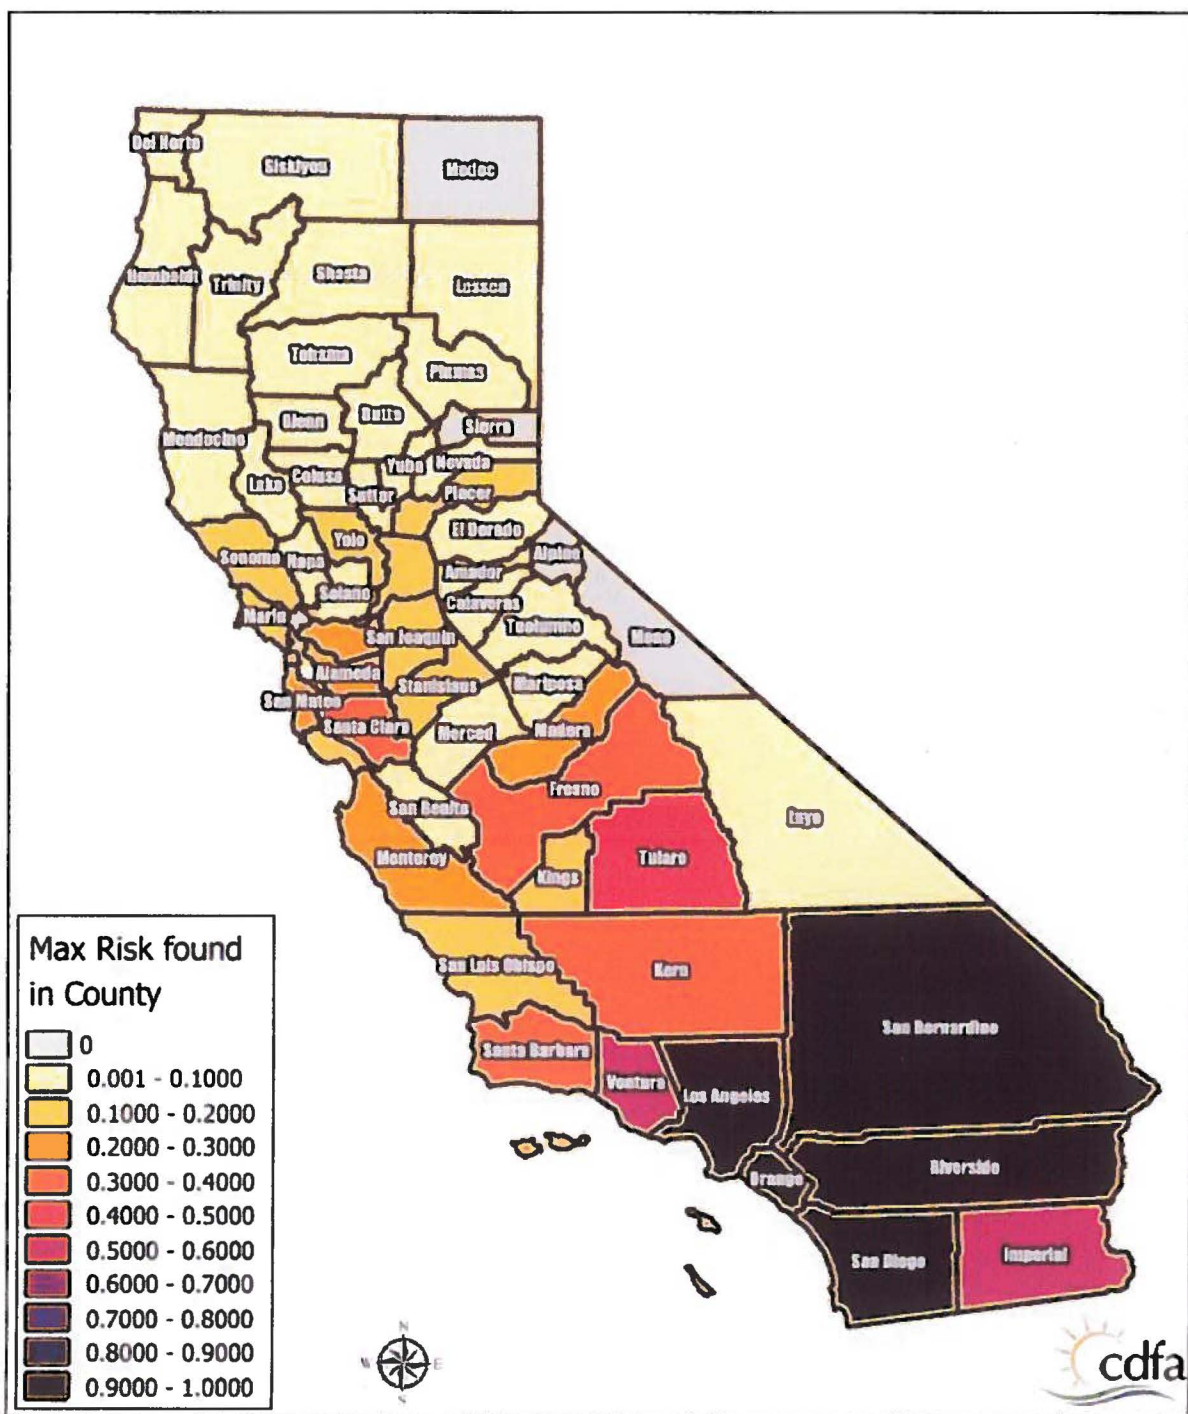 Del Norte
Siskiyou
Modoc
Humboldt
Trinity
Shasta
Lassen
Tehama
Plumas
Glenn
Butte
Sierra
Mendocino
Colusa
Yuba
Nevada
Lake
Sutter
Placer
El Dorado
Yolo
Sonoma
Napa
Alpine
Amador
Solano
Calaveras
Marin
San Joaquin
Tuolumne
Mono
Alameda
Stanislaus
Mariposa
San Mateo
Santa Clara
Merced
Madera
Fresno
San Benito
Inyo
Monterey
Tulare
Kings
San Luis Obispo
Kern
San Bernardino
Santa Barbara
Ventura
Los Angeles
Riverside
Orange
San Diego
Imperial
Max Risk found
in County
0
0.001 - 0.1000
0.1000 - 0.2000
0.2000 - 0.3000
0.3000 - 0.4000
0.4000 - 0.5000
0.5000 - 0.6000
0.6000 - 0.7000
0.7000 - 0.8000
0.8000 - 0.9000
0.9000 - 1.0000
N
W
E
S
cdfa